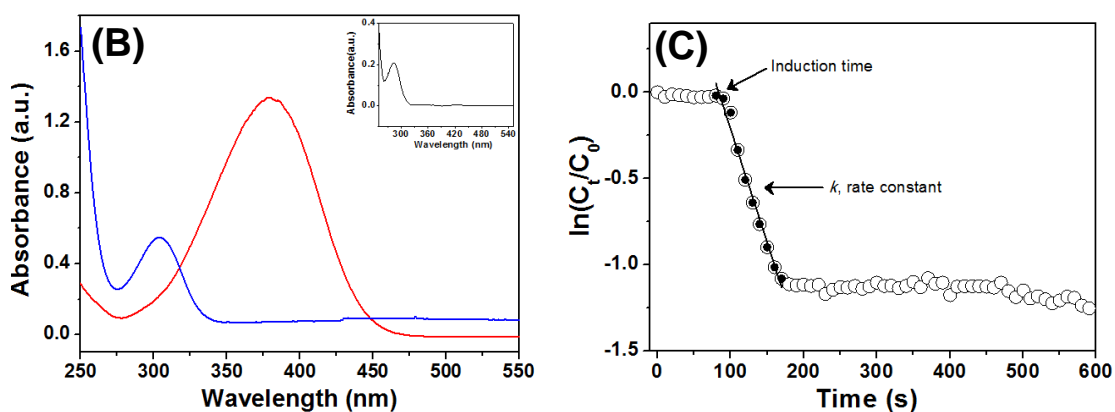 (B)
Absorbance (a.u.)
1.6
1.2
0.8
0.4
0.0
250 300 350 400 450 500 550
Wavelength (nm)
Absorbance(a.u.)
0.4
0.2
0.0
300 360 420 480 540
Wavelength (nm)
(C)
ln(C_t/C_0)
0.0
-0.5
-1.0
-1.5
Induction time
k, rate constant
0 100 200 300 400 500 600
Time (s)